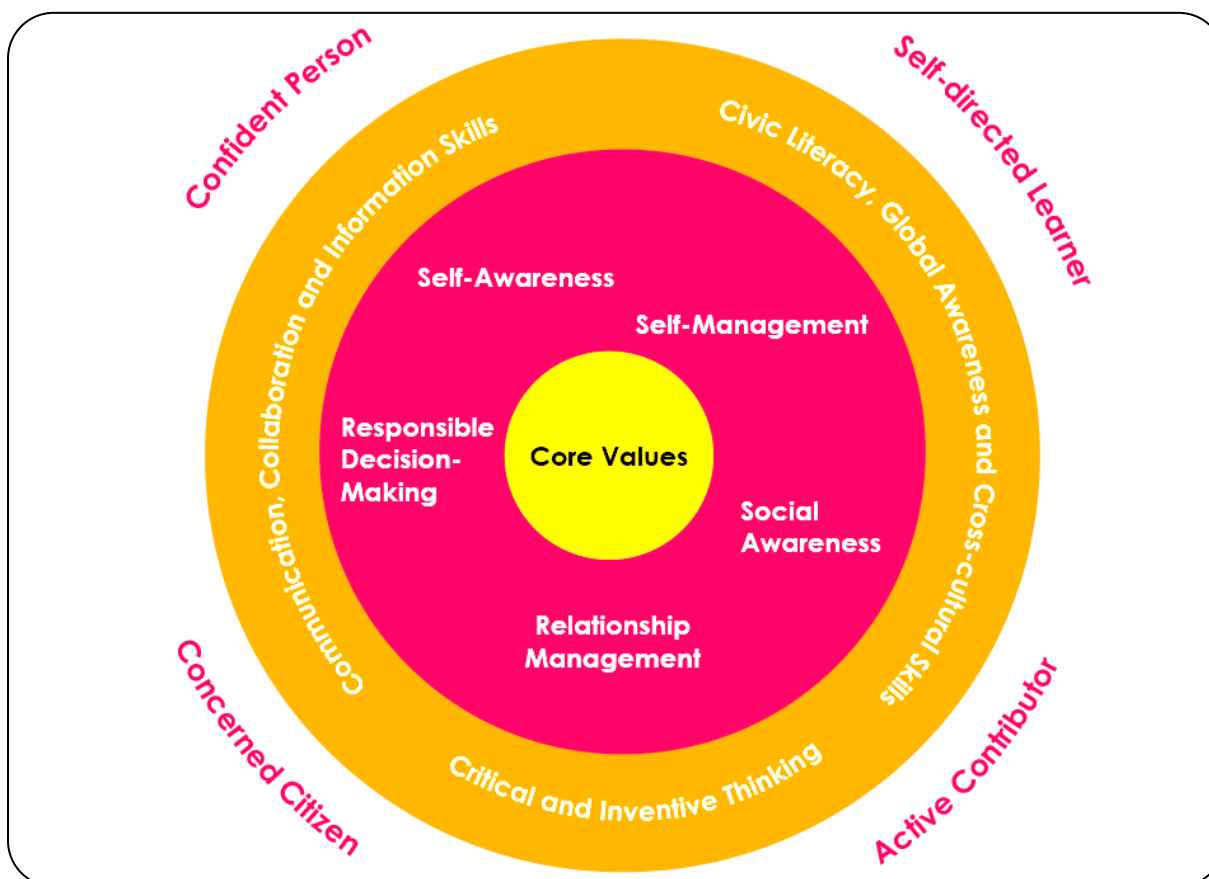 Confident Person
Self-directed Learner
Communication, Collaboration and Information Skills
Civic Literacy, Global Awareness and Cross-cultural Skills
Self-Awareness
Self-Management
Responsible
Decision-
Making
Core Values
Social
Awareness
Relationship
Management
Critical and Inventive Thinking
Concerned Citizen
Active Contributor